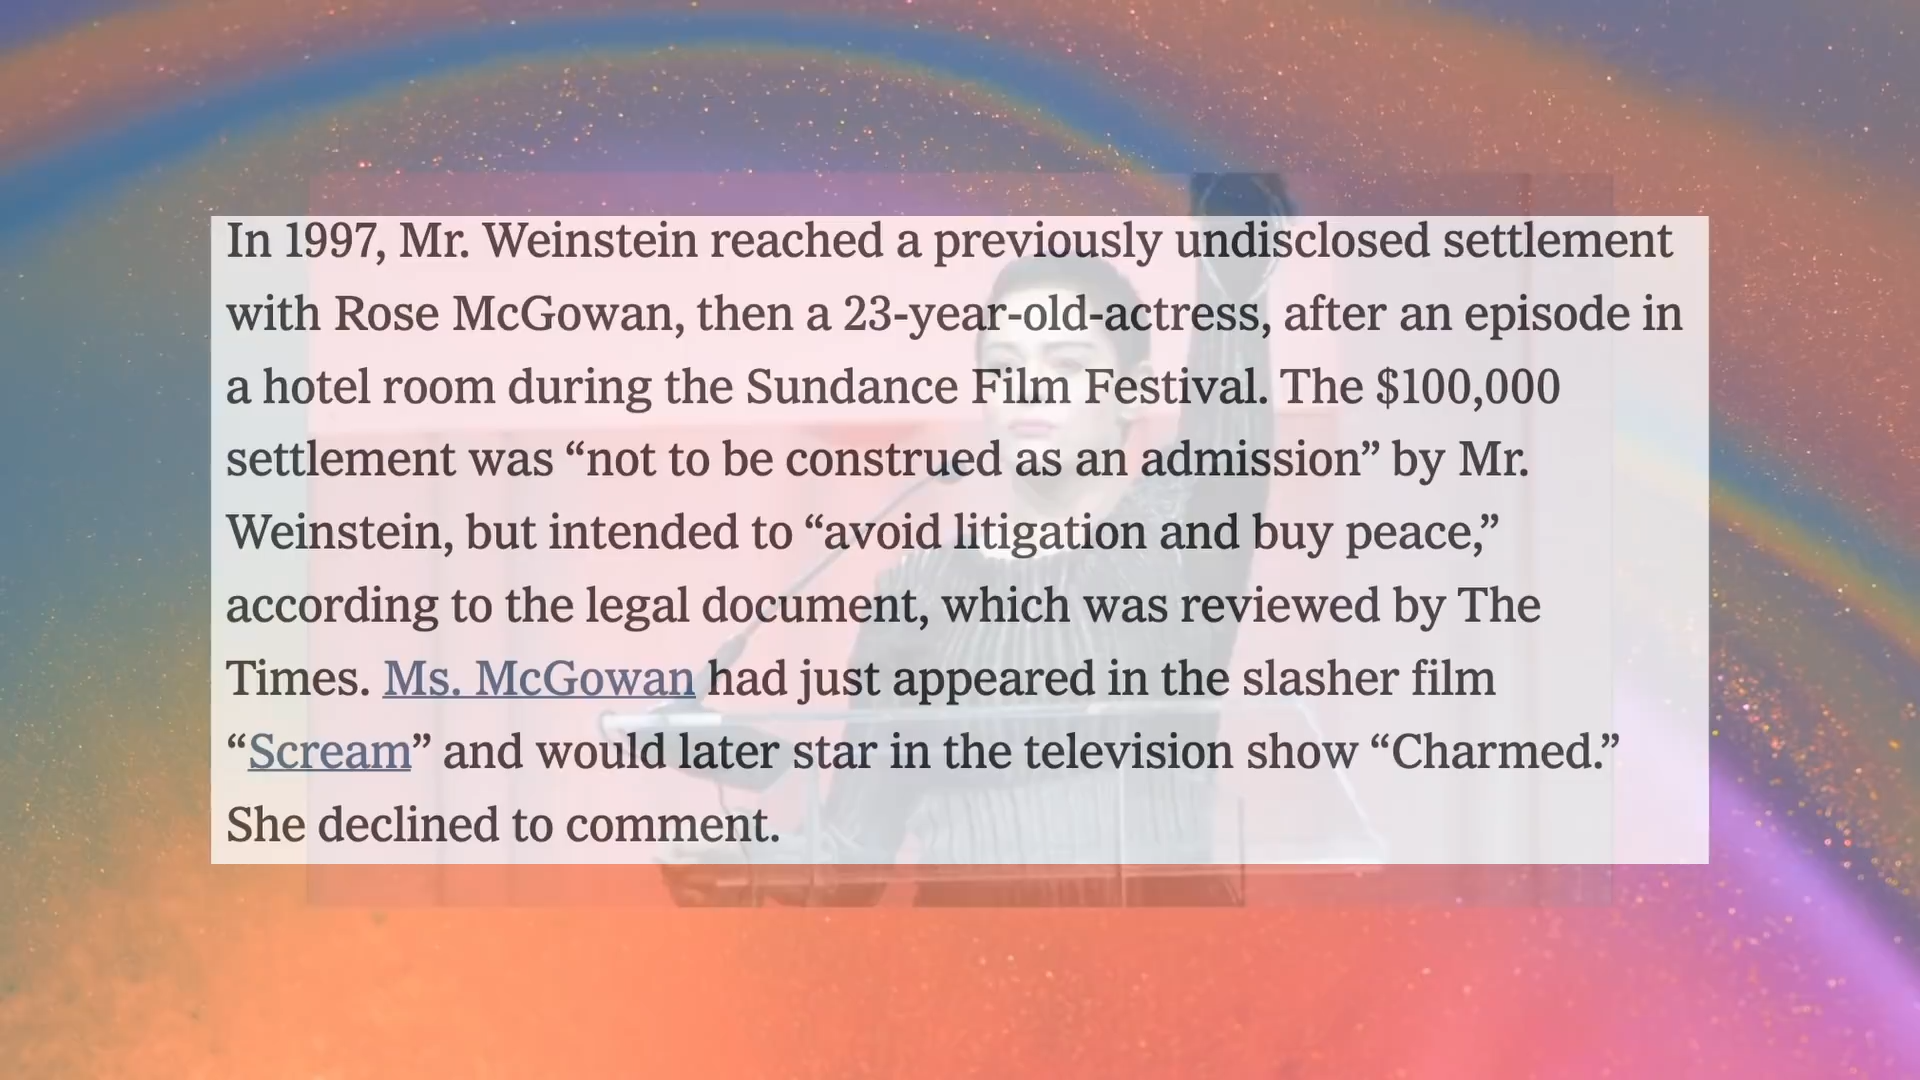 In 1997, Mr. Weinstein reached a previously undisclosed settlement
with Rose McGowan, then a 23-year-old-actress, after an episode in
a hotel room during the Sundance Film Festival. The $100,000
settlement was “not to be construed as an admission” by Mr.
Weinstein, but intended to “avoid litigation and buy peace,”
according to the legal document, which was reviewed by The
Times. Ms. McGowan had just appeared in the slasher film
“Scream” and would later star in the television show “Charmed.”
She declined to comment.